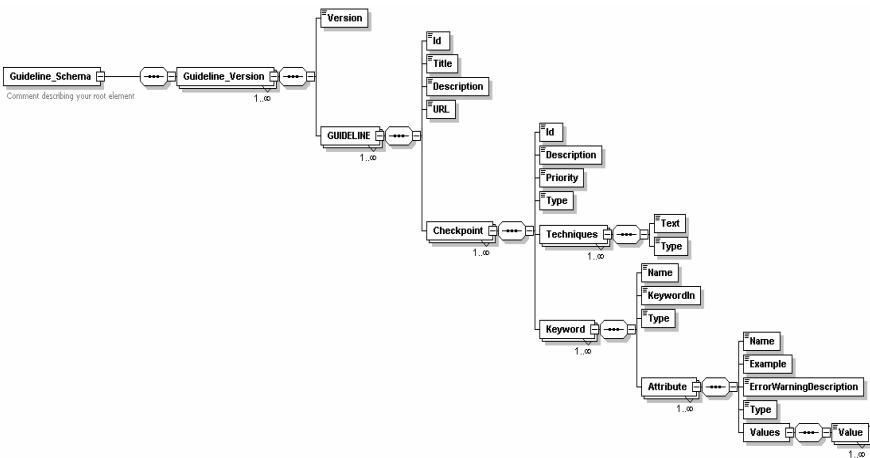 Version
Id
Guideline_Schema
Guideline_Version
Title
Comment describing your root element
1..∞
Description
URL
GUIDELINE
1..∞
Id
Description
Priority
Type
Checkpoint
1..∞
Techniques
1..∞
Text
Type
Name
KeywordIn
Type
Keyword
1..∞
Attribute
1..∞
Name
Example
ErrorWarningDescription
Type
Values
Value
1..∞